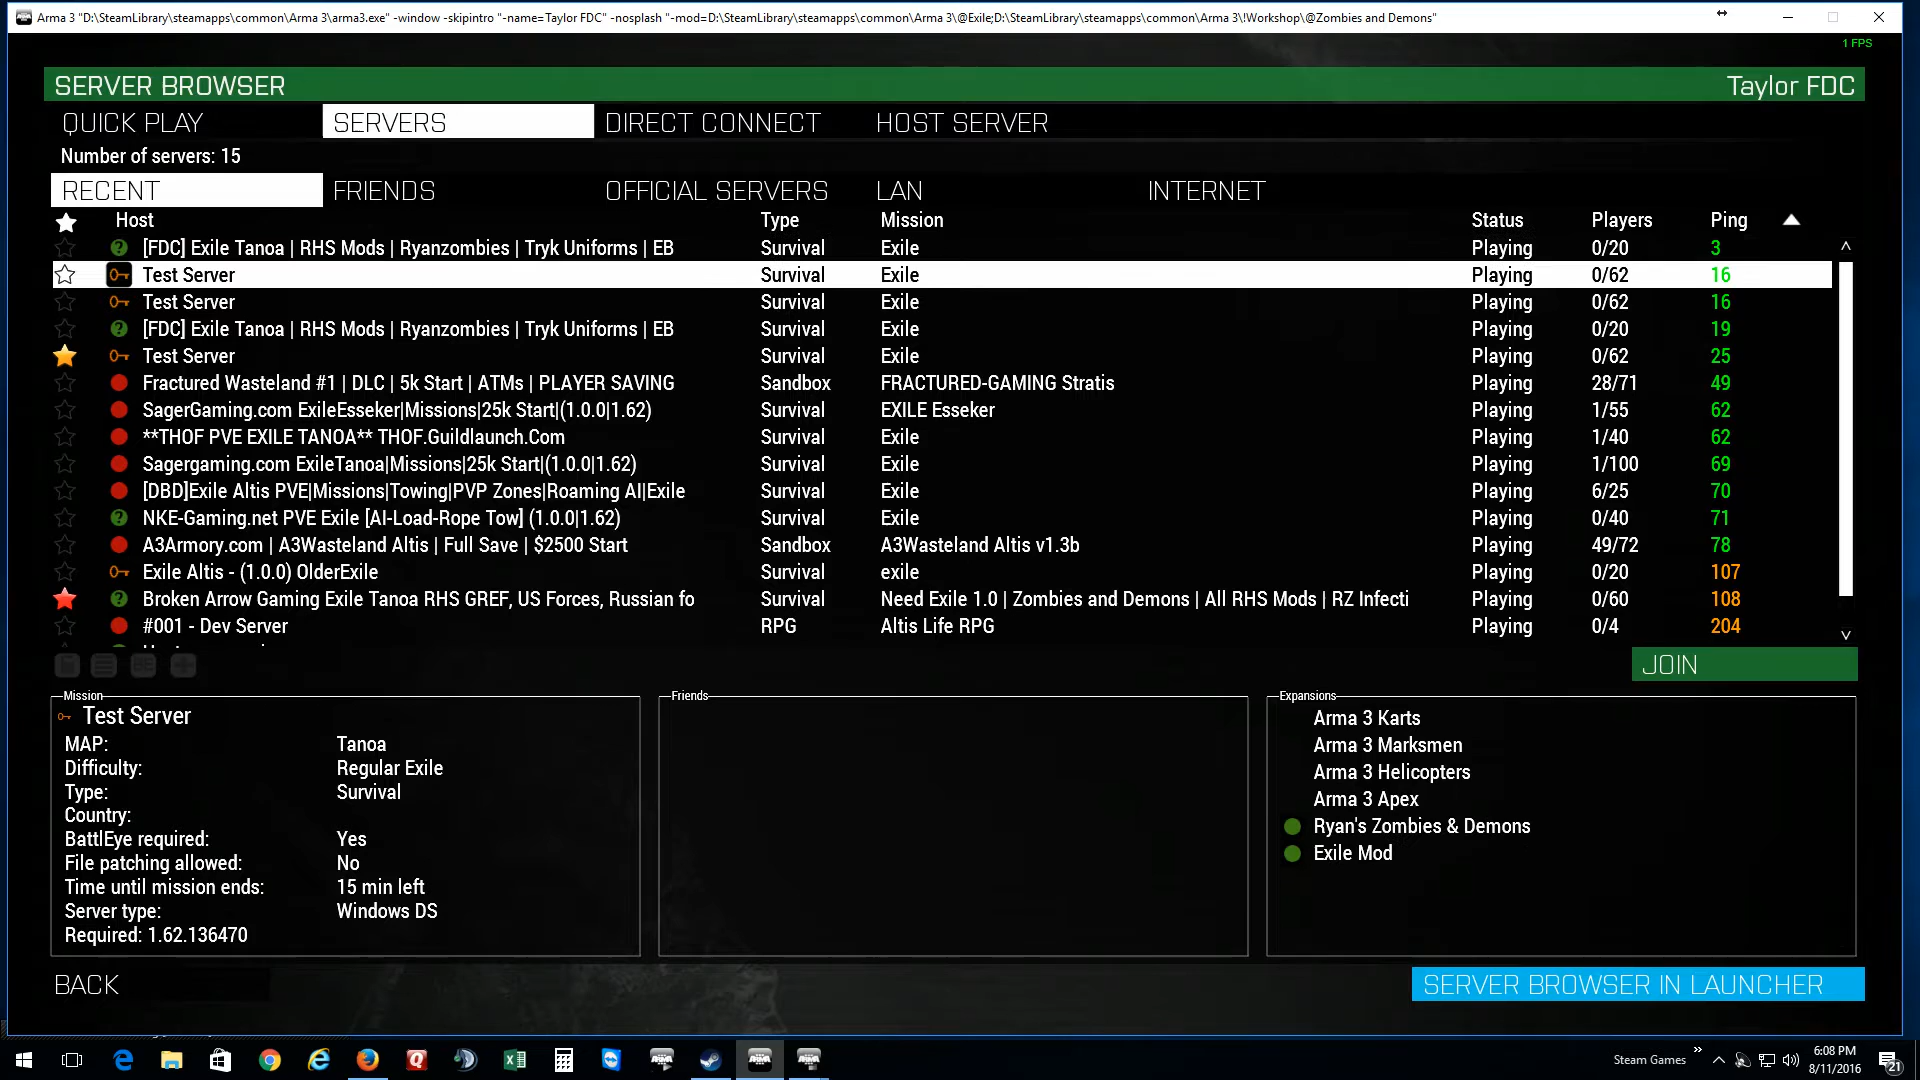 Arma 3 "D:\SteamLibrary\steamapps\common\Arma 3\arma3.exe" -window -skipintro "-name=Taylor FDC" -nosplash "-mod=D:\SteamLibrary\steamapps\common\Arma 3\@Exile;D:\SteamLibrary\steamapps\common\Arma 3\!Workshop\@Zombies and Demons"
1 FPS
SERVER BROWSER Taylor FDC
QUICK PLAY SERVERS DIRECT CONNECT HOST SERVER
Number of servers: 15
RECENT FRIENDS OFFICIAL SERVERS LAN INTERNET
Host Type Mission Status Players Ping
[FDC] Exile Tanoa | RHS Mods | Ryanzombies | Tryk Uniforms | EB Survival Exile Playing 0/20 3
Test Server Survival Exile Playing 0/62 16
Test Server Survival Exile Playing 0/62 16
[FDC] Exile Tanoa | RHS Mods | Ryanzombies | Tryk Uniforms | EB Survival Exile Playing 0/20 19
Test Server Survival Exile Playing 0/62 25
Fractured Wasteland #1 | DLC | 5k Start | ATMs | PLAYER SAVING Sandbox FRACTURED-GAMING Stratis Playing 28/71 49
SagerGaming.com ExileEsseker|Missions|25k Start|(1.0.0|1.62) Survival EXILE Esseker Playing 1/55 62
**THOF PVE EXILE TANOA** THOF.Guildlaunch.Com Survival Exile Playing 1/40 62
Sagergaming.com ExileTanoa|Missions|25k Start|(1.0.0|1.62) Survival Exile Playing 1/100 69
[DBD]Exile Altis PVE|Missions|Towing|PVP Zones|Roaming AI|Exile Survival Exile Playing 6/25 70
NKE-Gaming.net PVE Exile [AI-Load-Rope Tow] (1.0.0|1.62) Survival Exile Playing 0/40 71
A3Armory.com | A3Wasteland Altis | Full Save | $2500 Start Sandbox A3Wasteland Altis v1.3b Playing 49/72 78
Exile Altis - (1.0.0) OlderExile Survival exile Playing 0/20 107
Broken Arrow Gaming Exile Tanoa RHS GREF, US Forces, Russian fo Survival Need Exile 1.0 | Zombies and Demons | All RHS Mods | RZ Infecti Playing 0/60 108
#001 - Dev Server RPG Altis Life RPG Playing 0/4 204
JOIN
Mission Friends Expansions
Test Server
MAP: Tanoa
Difficulty: Regular Exile
Type: Survival
Country:
BattlEye required: Yes
File patching allowed: No
Time until mission ends: 15 min left
Server type: Windows DS
Required: 1.62.136470
Arma 3 Karts
Arma 3 Marksmen
Arma 3 Helicopters
Arma 3 Apex
Ryan's Zombies & Demons
Exile Mod
BACK SERVER BROWSER IN LAUNCHER
Steam Games
6:08 PM
8/11/2016
21